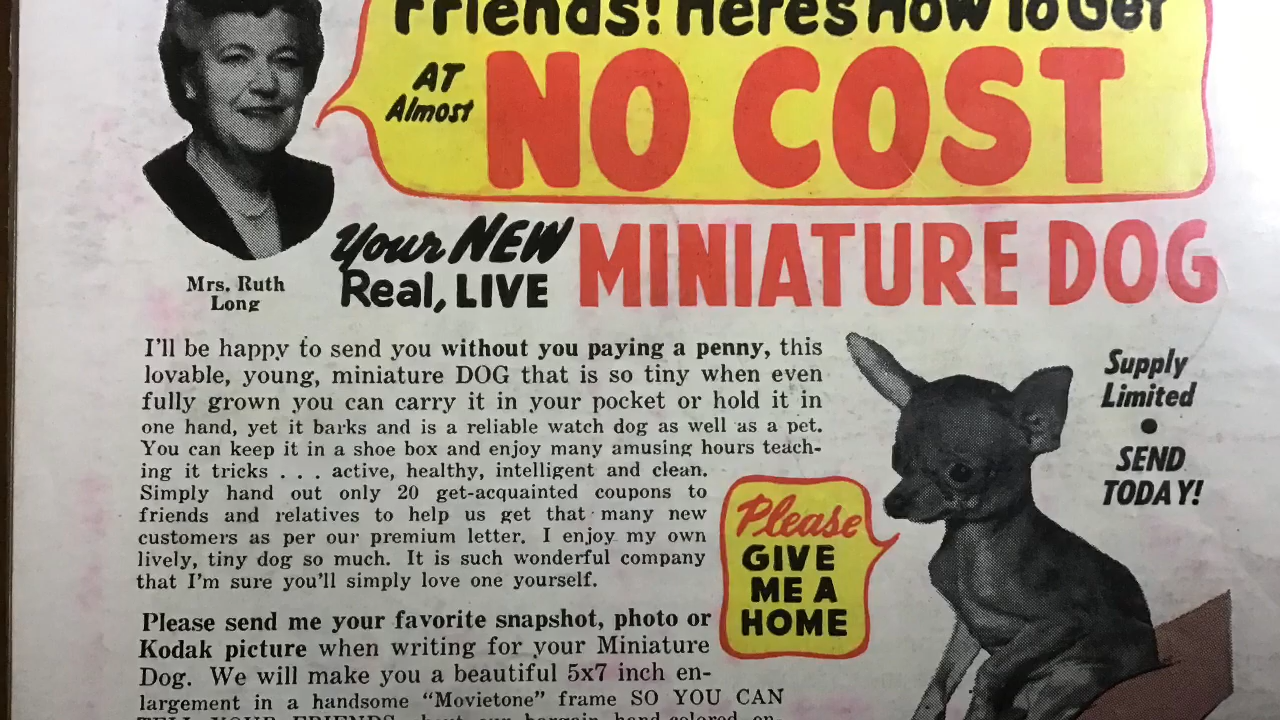 Friends! Here's How To Get
AT
Almost
NO COST
Your NEW
Real, LIVE
MINIATURE DOG
Mrs. Ruth
Long
I'll be happy to send you without you paying a penny, this
lovable, young, miniature DOG that is so tiny when even
fully grown you can carry it in your pocket or hold it in
one hand, yet it barks and is a reliable watch dog as well as a pet.
You can keep it in a shoe box and enjoy many amusing hours teach-
ing it tricks . . . active, healthy, intelligent and clean.
Simply hand out only 20 get-acquainted coupons to
friends and relatives to help us get that many new
customers as per our premium letter. I enjoy my own
lively, tiny dog so much. It is such wonderful company
that I'm sure you'll simply love one yourself.
Supply
Limited
•
SEND
TODAY!
Please
GIVE
ME A
HOME
Please send me your favorite snapshot, photo or
Kodak picture when writing for your Miniature
Dog. We will make you a beautiful 5x7 inch en-
largement in a handsome "Movietone" frame SO YOU CAN
TELL YOUR FRIENDS about our bargain hand-colored en-